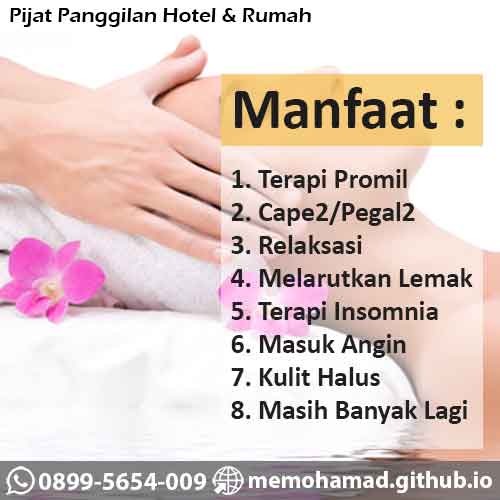 Pijat Panggilan Hotel & Rumah
Manfaat :
1. Terapi Promil
2. Cape2/Pegal2
3. Relaksasi
4. Melarutkan Lemak
5. Terapi Insomnia
6. Masuk Angin
7. Kulit Halus
8. Masih Banyak Lagi
0899-5654-009 memohamad.github.io